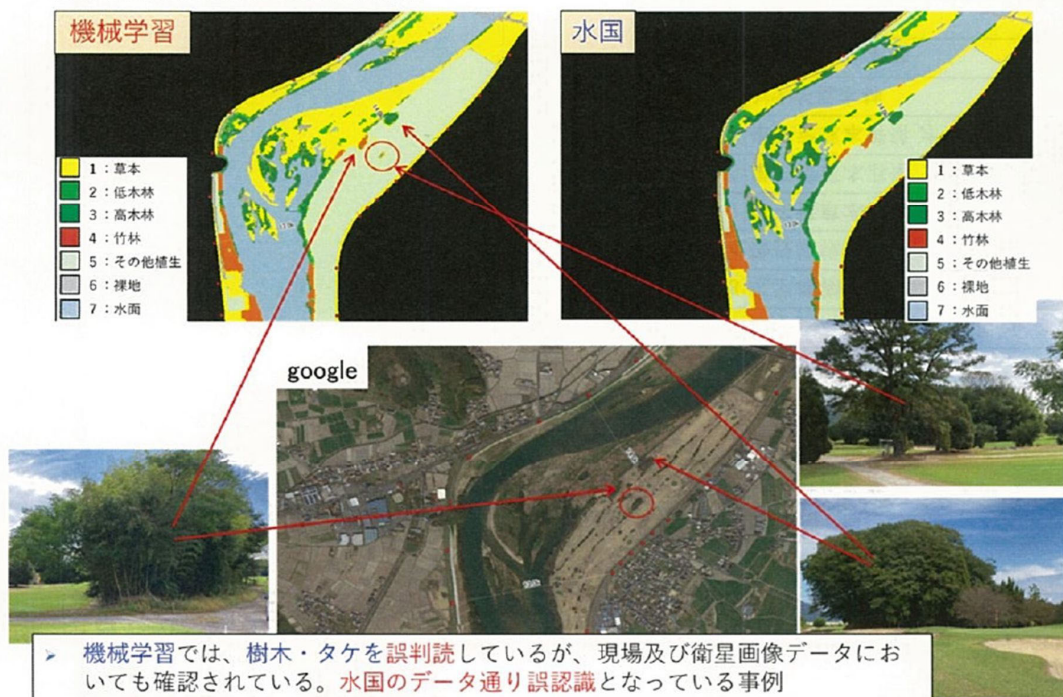 機械学習
水国
1：草本
2：低木林
3：高木林
4：竹林
5：その他植生
6：裸地
7：水面
1：草本
2：低木林
3：高木林
4：竹林
5：その他植生
6：裸地
7：水面
google
➢ 機械学習では、樹木・タケを誤判読しているが、現場及び衛星画像データにお
いても確認されている。水国のデータ通り誤認識となっている事例